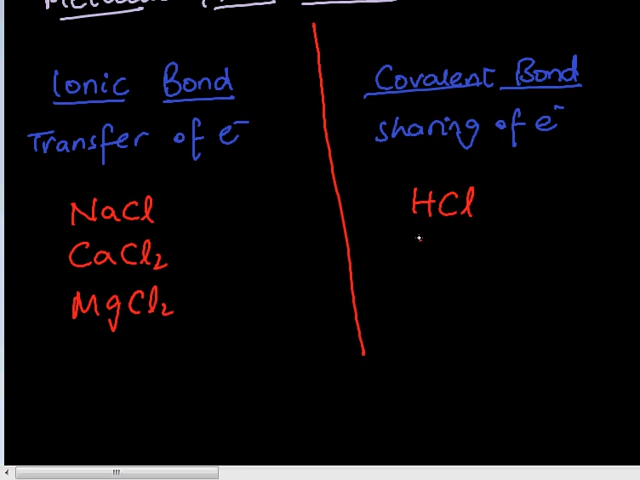 Ionic Bond
Transfer of e⁻
NaCl
CaCl2
MgCl2
Covalent Bond
sharing of e⁻
HCl